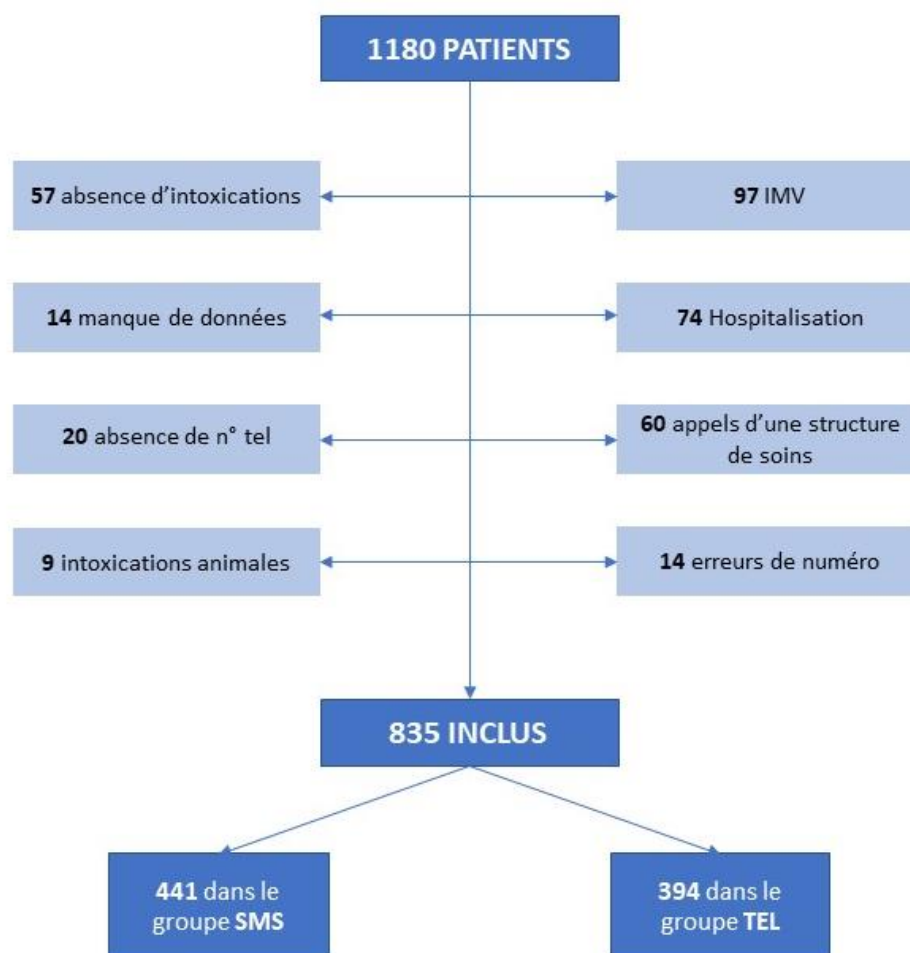 1180 PATIENTS
57 absence d'intoxications
97 IMV
14 manque de données
74 Hospitalisation
20 absence de n° tel
60 appels d'une structure
de soins
9 intoxications animales
14 erreurs de numéro
835 INCLUS
441 dans le
groupe SMS
394 dans le
groupe TEL